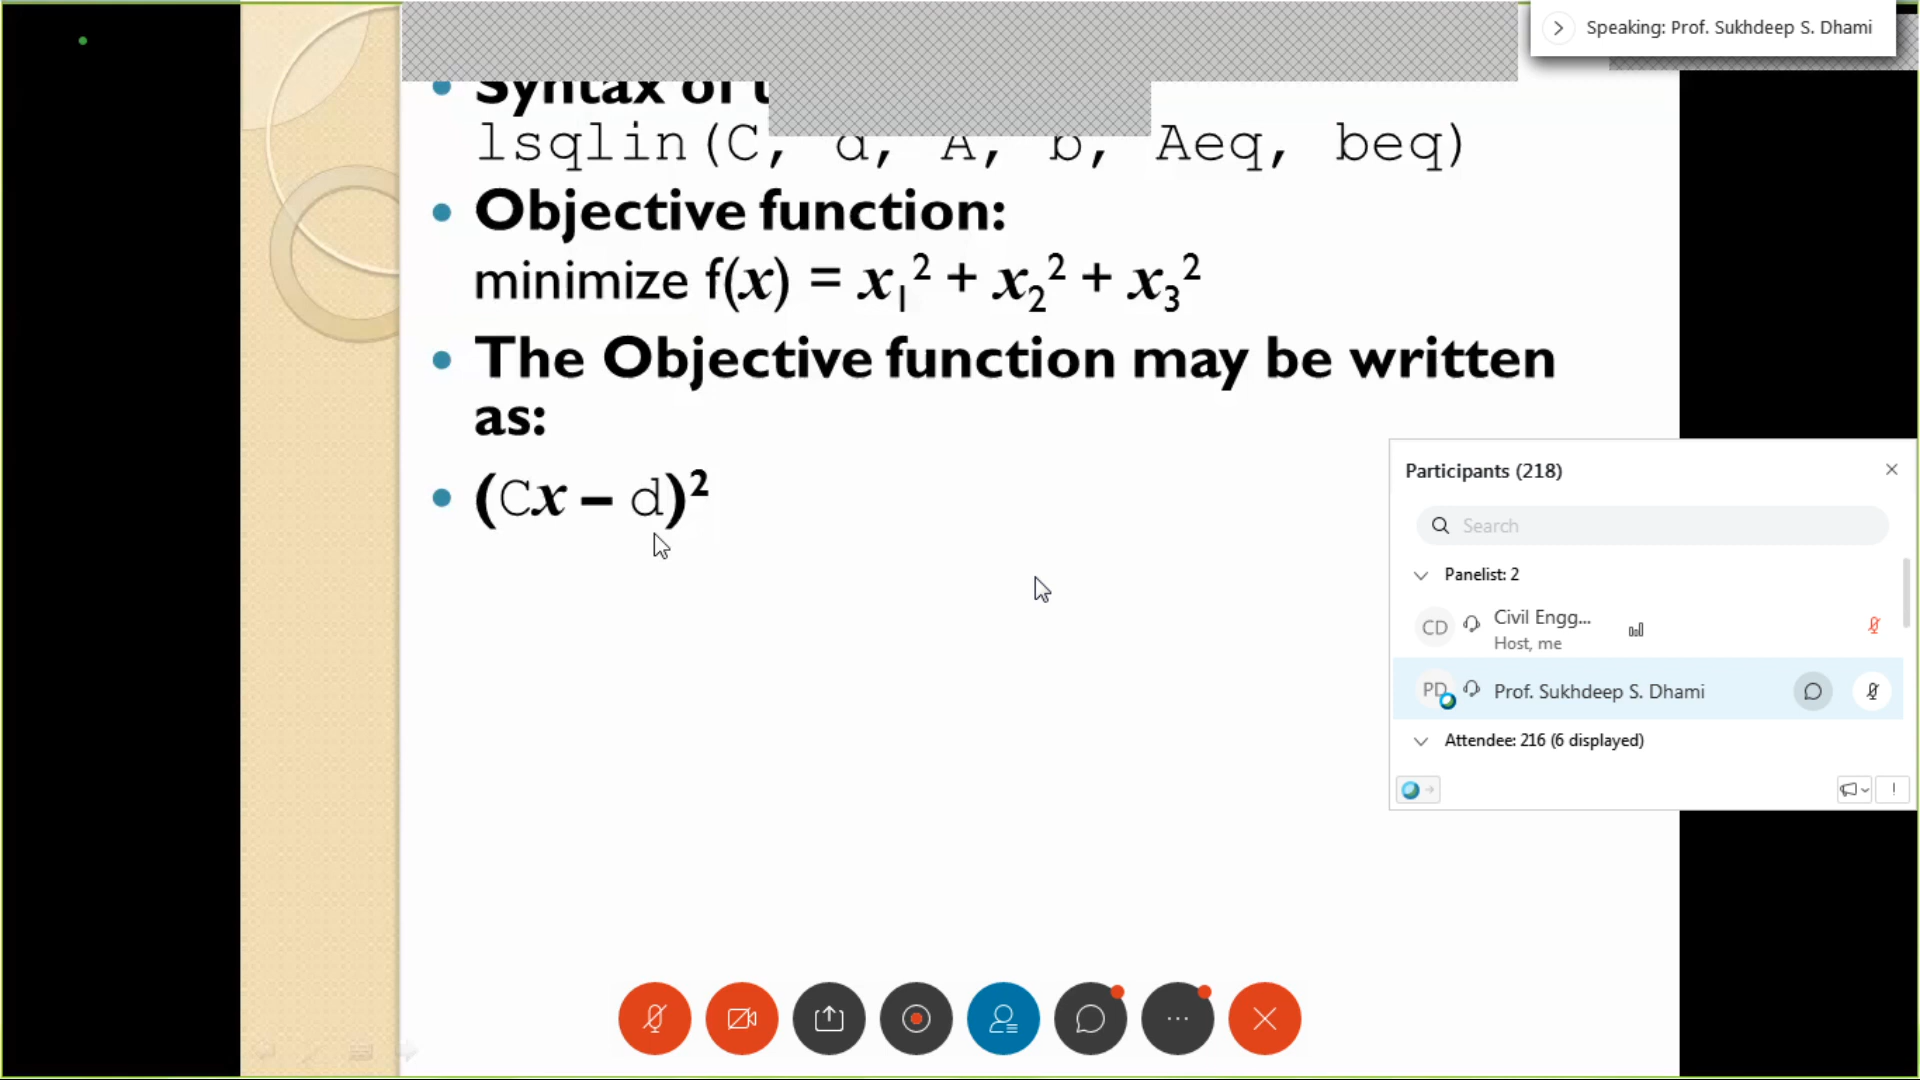 Speaking: Prof. Sukhdeep S. Dhami
Syntax of
lsqlin(C, d, A, b, Aeq, beq)
Objective function:
minimize f(x) = x₁² + x₂² + x₃²
The Objective function may be written
as:
(Cx – d)²
Participants (218)
Search
Panelist: 2
CD
Civil Engg...
Host, me
PD
Prof. Sukhdeep S. Dhami
Attendee: 216 (6 displayed)